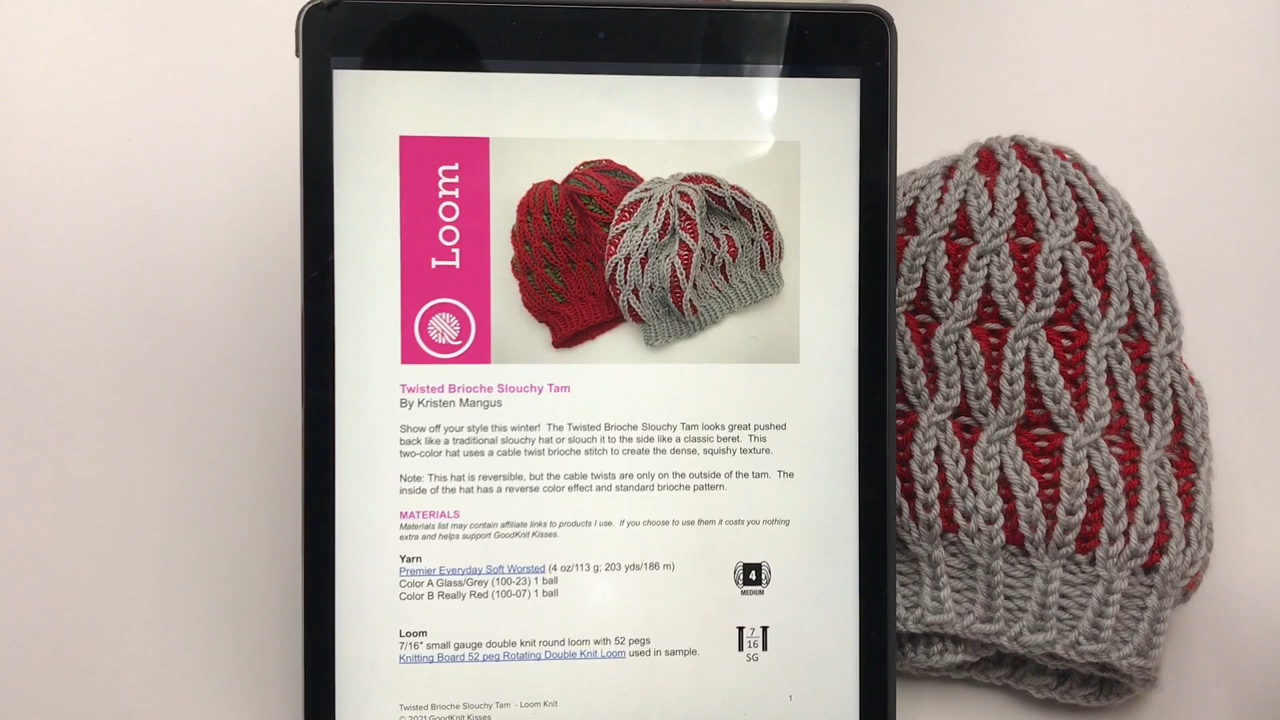 Loom
Twisted Brioche Slouchy Tam
By Kristen Mangus
Show off your style this winter!  The Twisted Brioche Slouchy Tam looks great pushed
back like a traditional slouchy hat or slouch it to the side like a classic beret.  This
two-color hat uses a cable twist brioche stitch to create the dense, squishy texture.
Note: This hat is reversible, but the cable twists are only on the outside of the tam.  The
inside of the hat has a reverse color effect and standard brioche pattern.
MATERIALS
Materials list may contain affiliate links to products I use.  If you choose to use them it costs you nothing
extra and helps support GoodKnit Kisses.
Yarn
Premier Everyday Soft Worsted (4 oz/113 g; 203 yds/186 m)
Color A Glass/Grey (100-23) 1 ball
Color B Really Red (100-07) 1 ball
4
MEDIUM
Loom
7/16" small gauge double knit round loom with 52 pegs
Knitting Board 52 peg Rotating Double Knit Loom used in sample.
7
16
SG
1
Twisted Brioche Slouchy Tam - Loom Knit
© 2021 GoodKnit Kisses